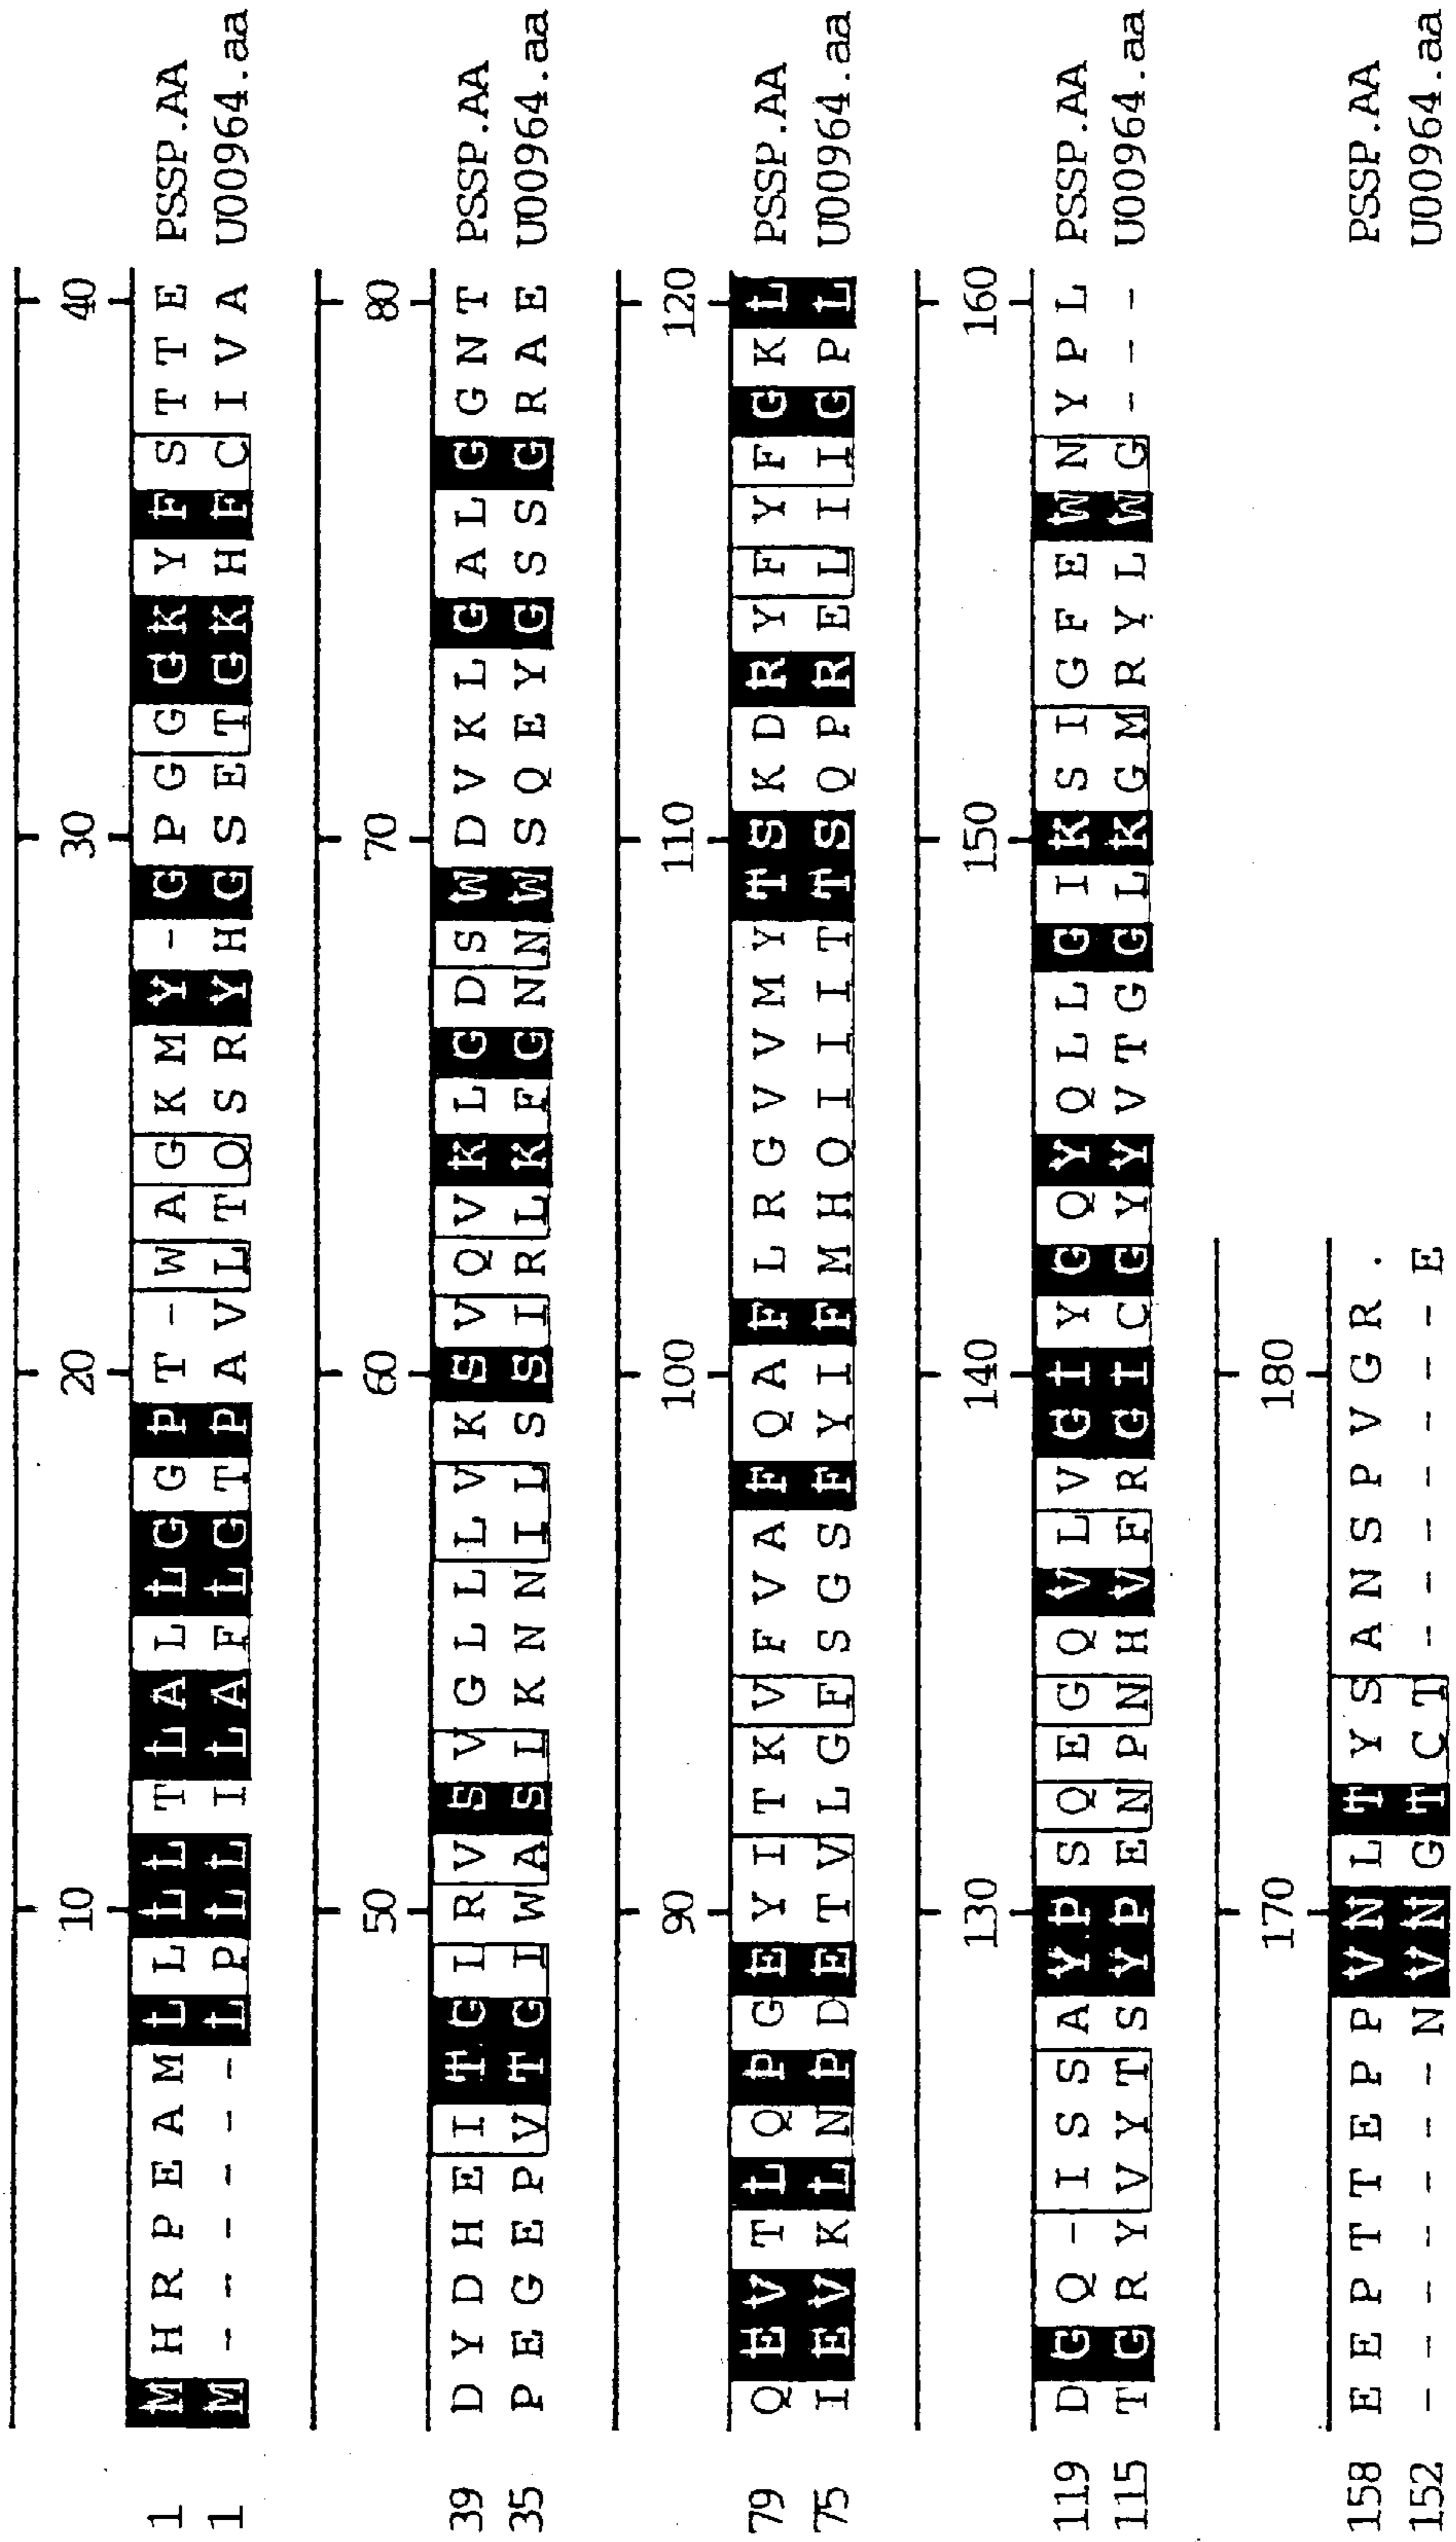 10 20 30 40
1 M H R P E A M L L L L T L A L L G G P T - W A G K M Y - G P G G G K Y F S T T E PSSP.AA
1 M - - - - - - L P L L I L A F L G T P A V L T Q S R Y H G S E T G K H F C I V A U00964.aa
50 60 70 80
39 D Y D H E I T G L R V S V G L L L V K S V Q V K L G D S W D V K L G A L G G N T PSSP.AA
35 P E G E P V T G I W A S L K N N I L S S I R L K F G N N W S Q E Y G S S G R A E U00964.aa
90 100 110 120
79 Q E V T L Q P G E Y I T K V F V A F Q A F L R G V V M Y T S K D R Y F Y F G K L PSSP.AA
75 I E V K L N P D E T V L G F S G S F Y I F M H Q I I I T T S Q P R E L I I G P L U00964.aa
130 140 150 160
119 D G Q - I S S A Y P S Q E G Q V L V G I Y G Q Y Q L L G I K S I G F E W N Y P L PSSP.AA
115 T G R Y V Y T S Y P E N P N H V F R G I C G Y Y V T G G L K G M R Y L W G - - - U00964.aa
170 180
158 E E P T T E P P V N L T Y S A N S P V G R . PSSP.AA
152 - - - - - - - N V N G T C T - - - - - - - E U00964.aa